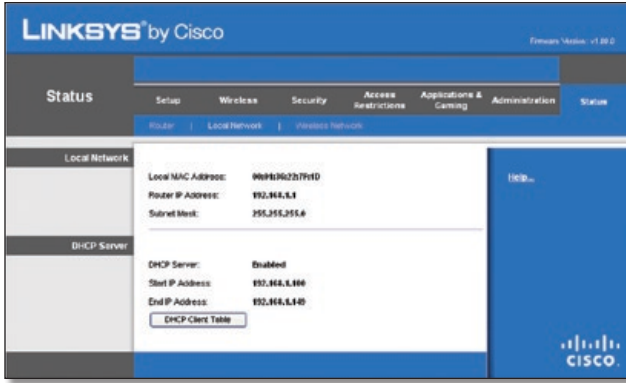 LINKSYS® by Cisco
Firmware Version: v1.00.0
Status
Setup Wireless Security Access Restrictions Applications & Gaming Administration Status
Router | Local Network | Wireless Network
Local Network
Local MAC Address:
Router IP Address: 192.168.1.1
Subnet Mask: 255.255.255.0
Help...
DHCP Server
DHCP Server: Enabled
Start IP Address: 192.168.1.100
End IP Address: 192.168.1.149
DHCP Client Table
CISCO.